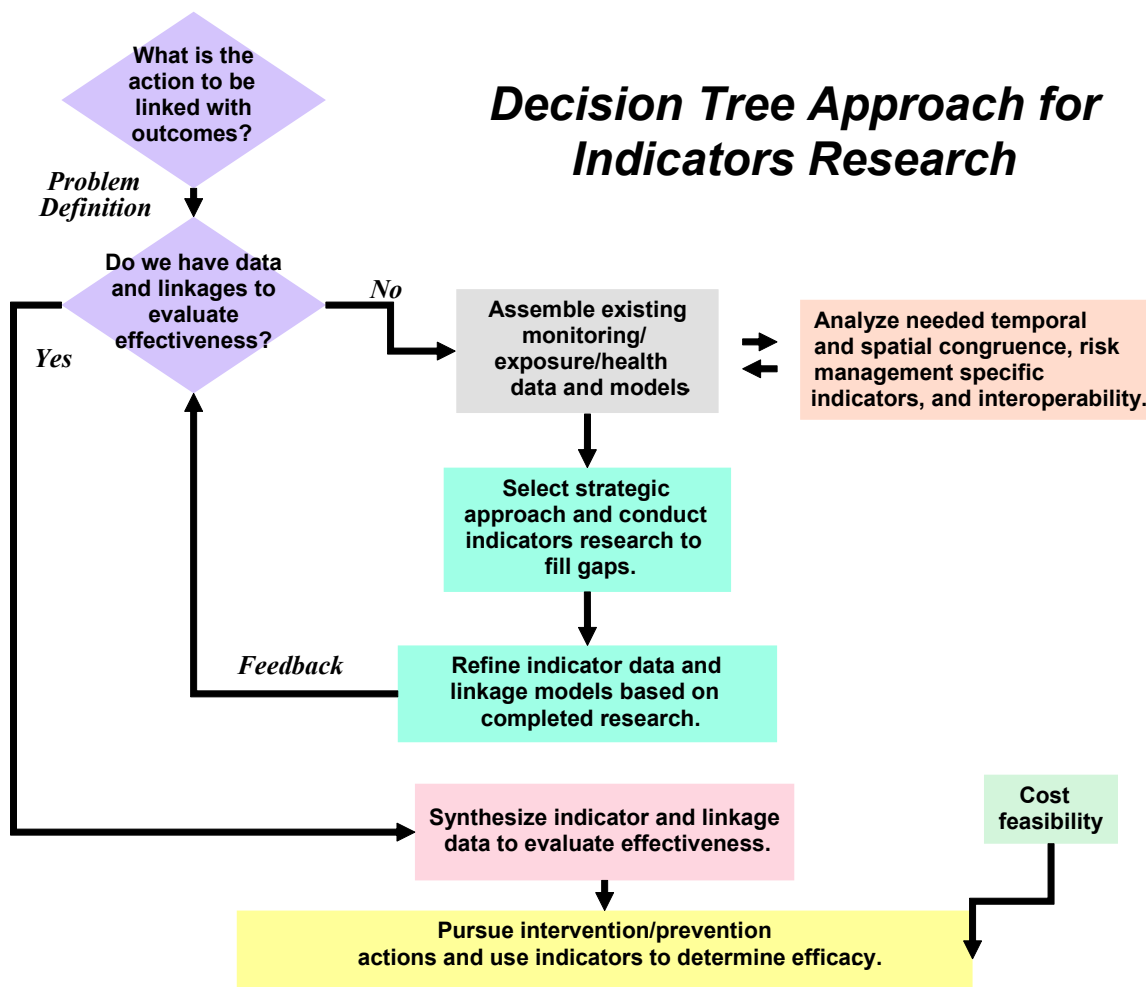 What is the
action to be
linked with
outcomes?
Decision Tree Approach for
Indicators Research
Problem
Definition
Do we have data
and linkages to
evaluate
effectiveness?
No
Yes
Assemble existing
monitoring/
exposure/health
data and models
Analyze needed temporal
and spatial congruence, risk
management specific
indicators, and interoperability.
Select strategic
approach and conduct
indicators research to
fill gaps.
Feedback
Refine indicator data and
linkage models based on
completed research.
Synthesize indicator and linkage
data to evaluate effectiveness.
Cost
feasibility
Pursue intervention/prevention
actions and use indicators to determine efficacy.